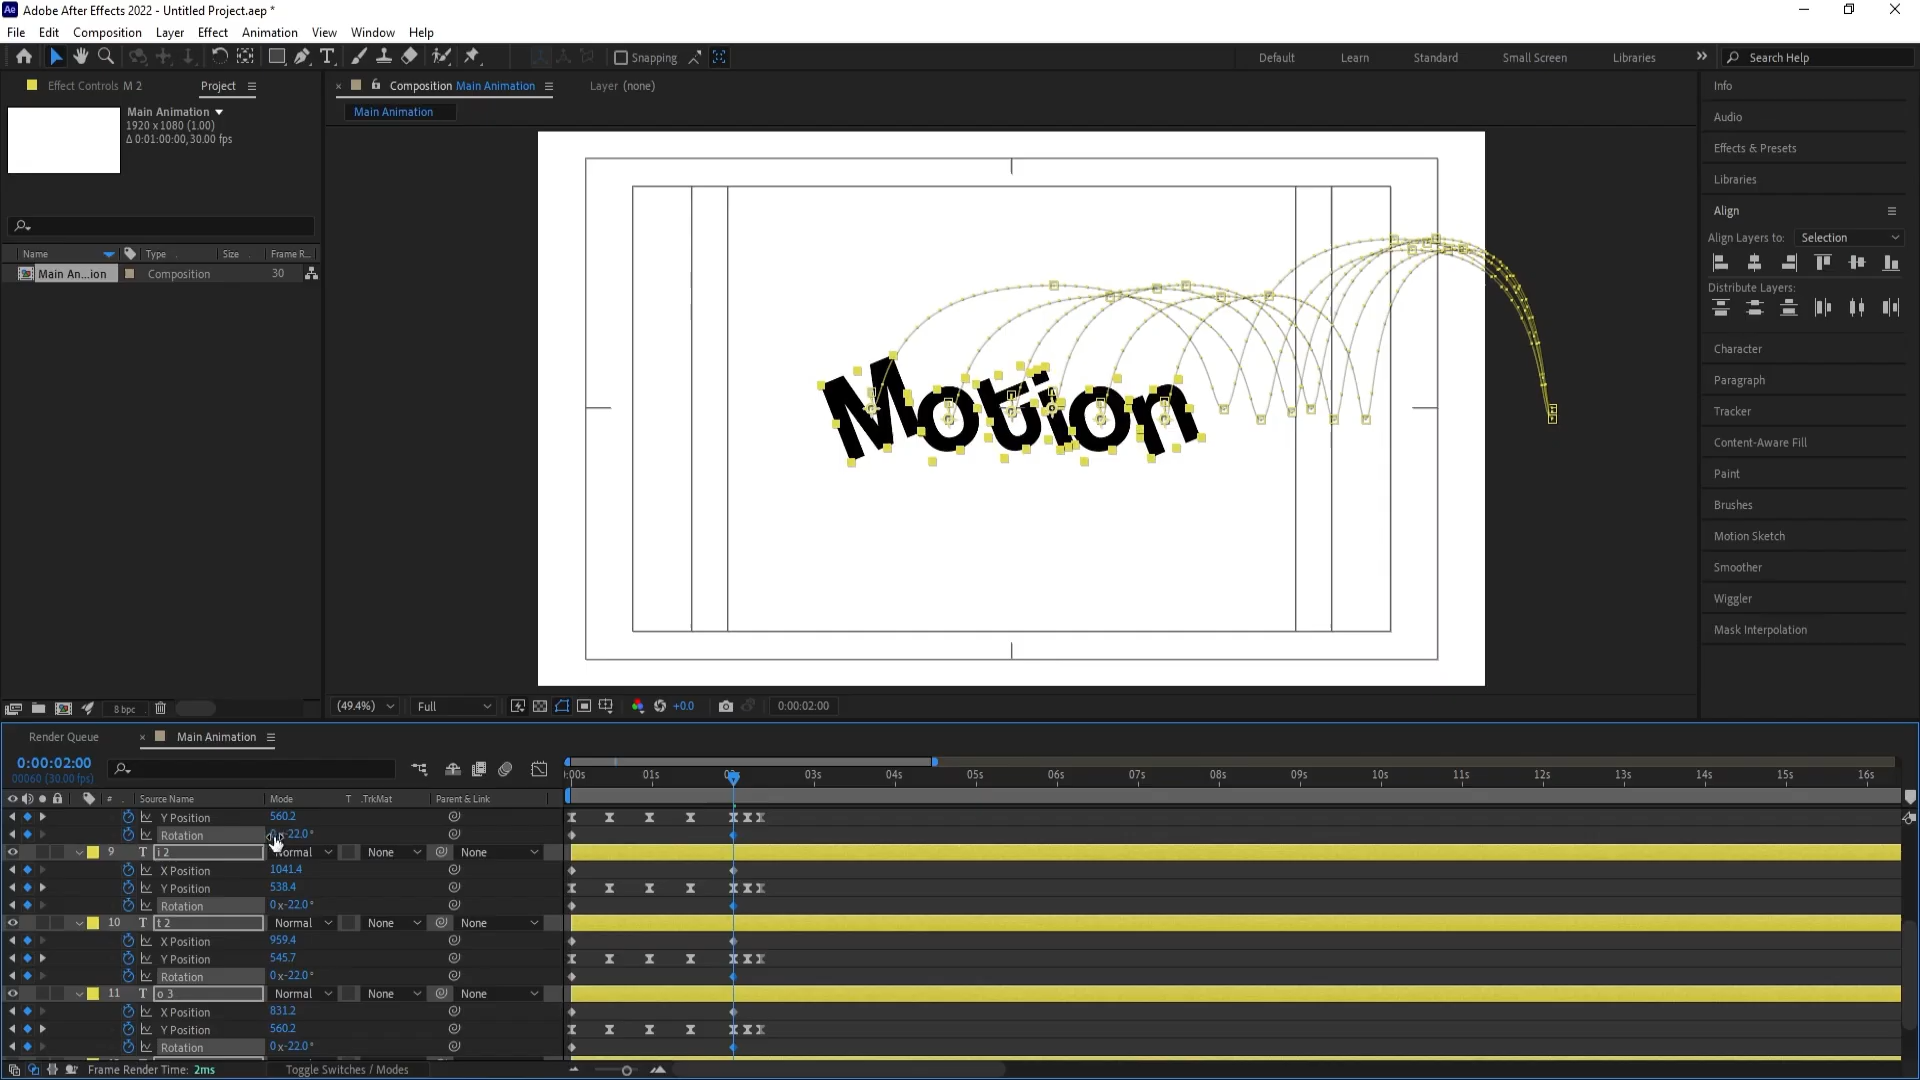 Ae Adobe After Effects 2022 - Untitled Project.aep *
File Edit Composition Layer Effect Animation View Window Help
Snapping Default Learn Standard Small Screen Libraries Search Help
Effect Controls M 2 Project
Composition Main Animation Layer (none)
Main Animation
Main Animation
1920 x 1080 (1.00)
Δ 0:01:00:00, 30.00 fps
Name Type Size Frame R...
Main An...ion Composition 30
Motion
Info
Audio
Effects & Presets
Libraries
Align
Align Layers to: Selection
Distribute Layers:
Character
Paragraph
Tracker
Content-Aware Fill
Paint
Brushes
Motion Sketch
Smoother
Wiggler
Mask Interpolation
8 bpc
(49.4%) Full +0.0 0:00:02:00
Render Queue Main Animation
0:00:02:00
00060 (30.00 fps)
:00s 01s 03s 04s 05s 06s 07s 08s 09s 10s 11s 12s 13s 14s 15s 16s
# Source Name Mode T .TrkMat Parent & Link
Y Position 560.2
Rotation -22.0°
9 T i 2 Normal None None
X Position 1041.4
Y Position 538.4
Rotation 0x-22.0°
10 T t 2 Normal None None
X Position 959.4
Y Position 545.7
Rotation 0x-22.0°
11 T o 3 Normal None None
X Position 831.2
Y Position 560.2
Rotation 0x-22.0°
Frame Render Time: 2ms Toggle Switches / Modes